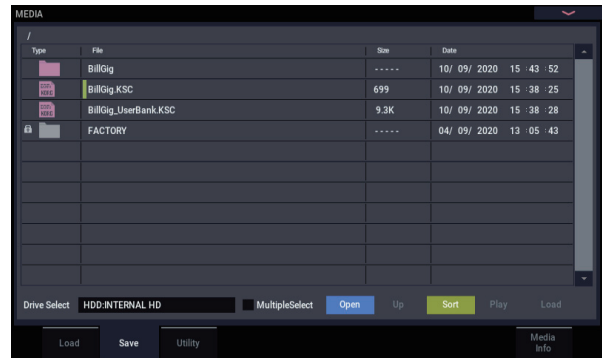 MEDIA
/
Type File Size Date
BillGig ----- 10/ 09/ 2020 15 :43 :52
KORG BillGig.KSC 699 10/ 09/ 2020 15 :38 :25
KORG BillGig_UserBank.KSC 9.3K 10/ 09/ 2020 15 :38 :28
FACTORY ----- 04/ 09/ 2020 13 :05 :43
Drive Select HDD:INTERNAL HD MultipleSelect Open Up Sort Play Load
Load Save Utility Media
Info